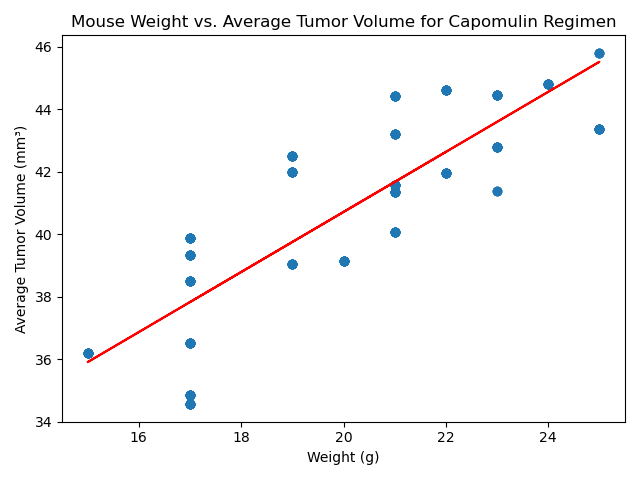 Mouse Weight vs. Average Tumor Volume for Capomulin Regimen
Average Tumor Volume (mm³)
46
44
42
40
38
36
34
16 18 20 22 24
Weight (g)